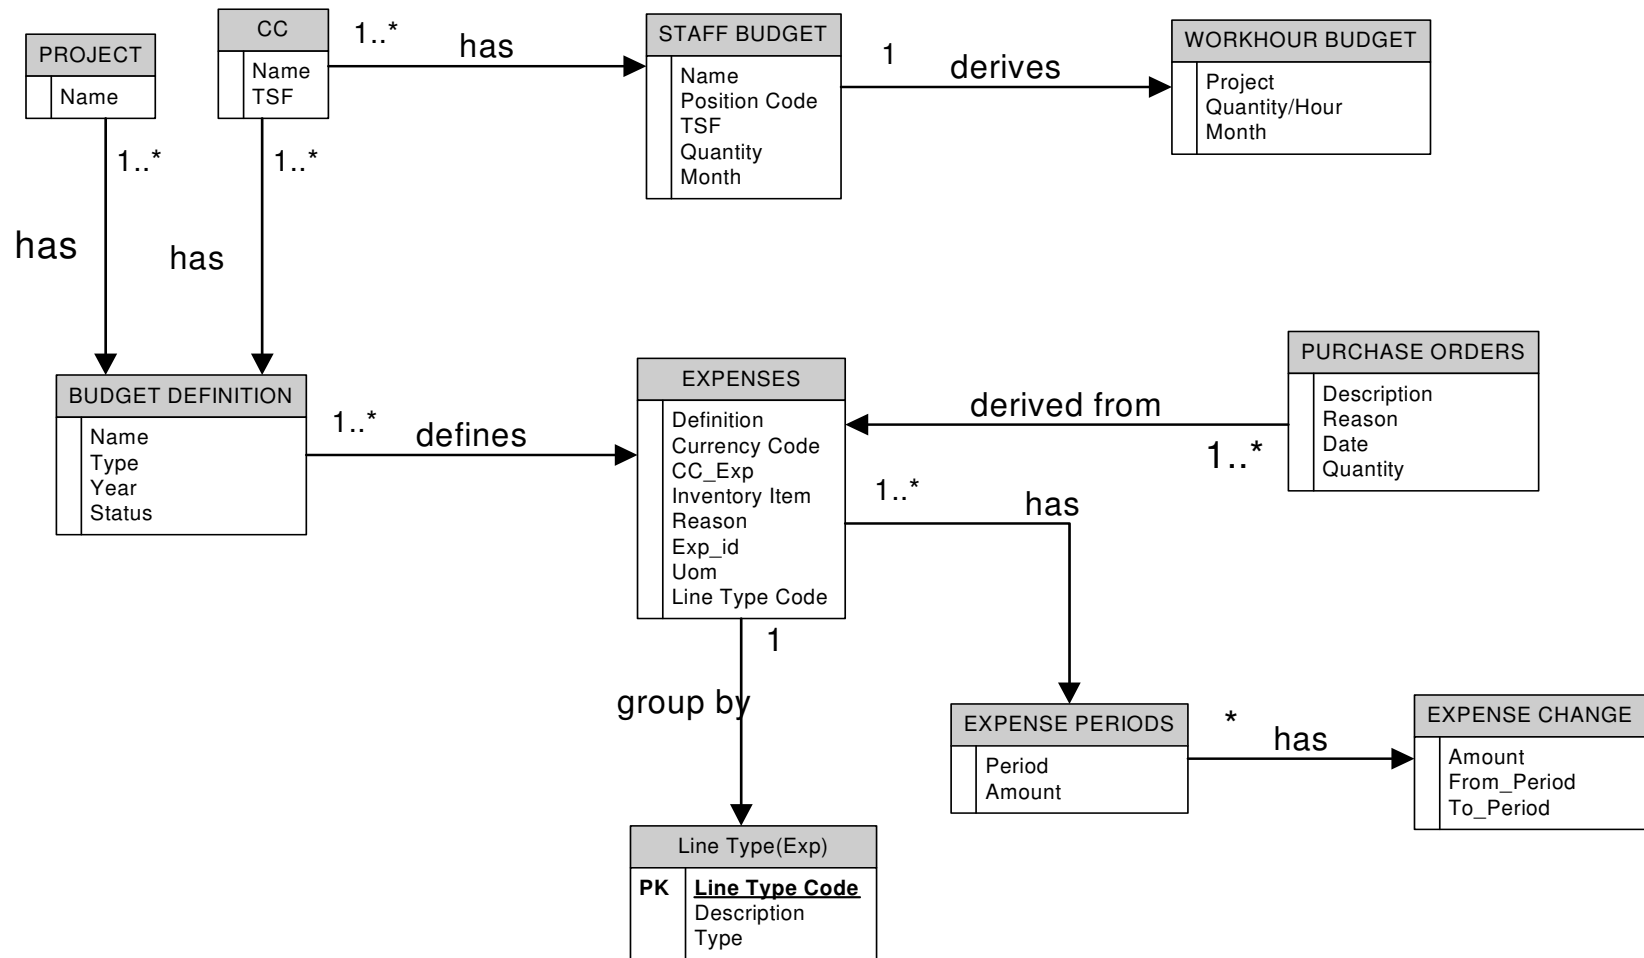 PROJECT
Name
CC
Name
TSF
1..*
has
STAFF BUDGET
Name
Position Code
TSF
Quantity
Month
1
derives
WORKHOUR BUDGET
Project
Quantity/Hour
Month
1..*
has
1..*
has
BUDGET DEFINITION
Name
Type
Year
Status
1..*
defines
EXPENSES
Definition
Currency Code
CC_Exp
Inventory Item
Reason
Exp_id
Uom
Line Type Code
derived from
1..*
PURCHASE ORDERS
Description
Reason
Date
Quantity
1..*
has
1
group by
EXPENSE PERIODS
Period
Amount
*
has
EXPENSE CHANGE
Amount
From_Period
To_Period
Line Type(Exp)
PK Line Type Code
Description
Type